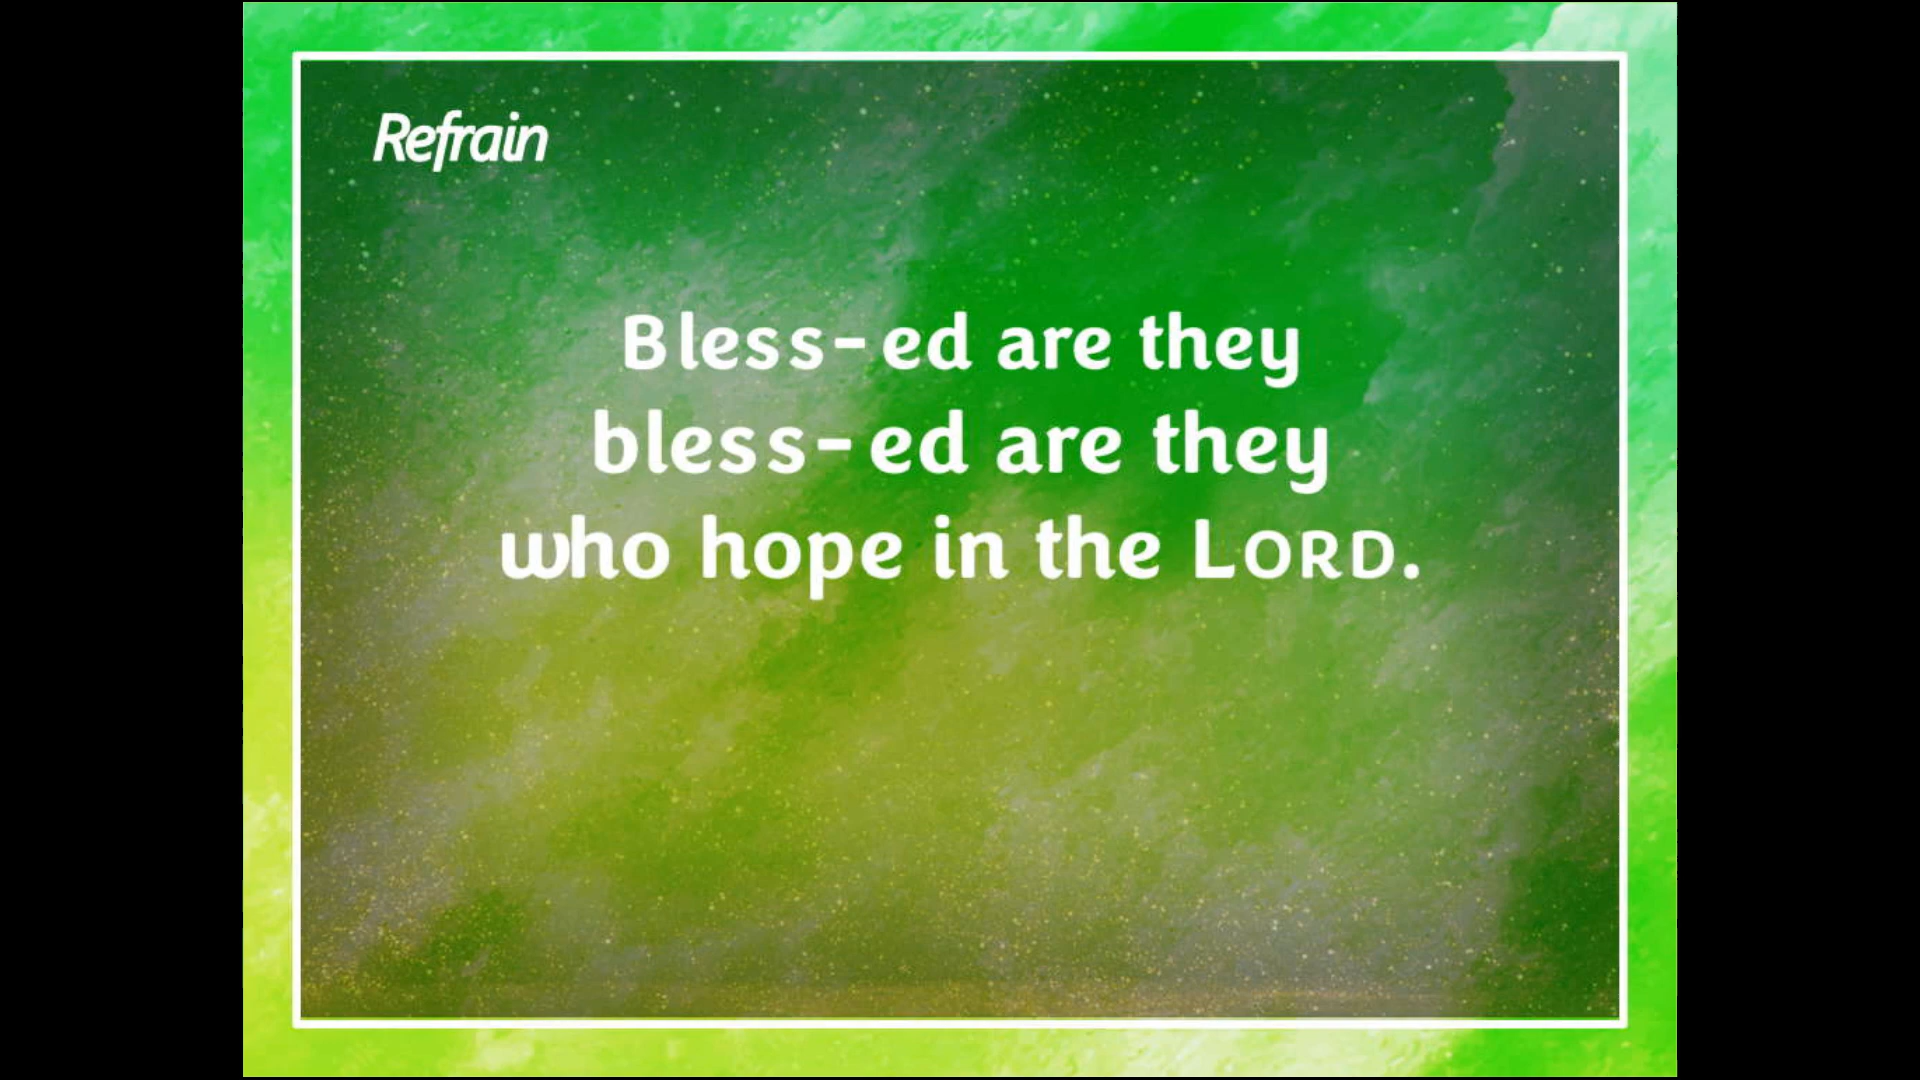 Refrain
Bless-ed are they
bless-ed are they
who hope in the LORD.